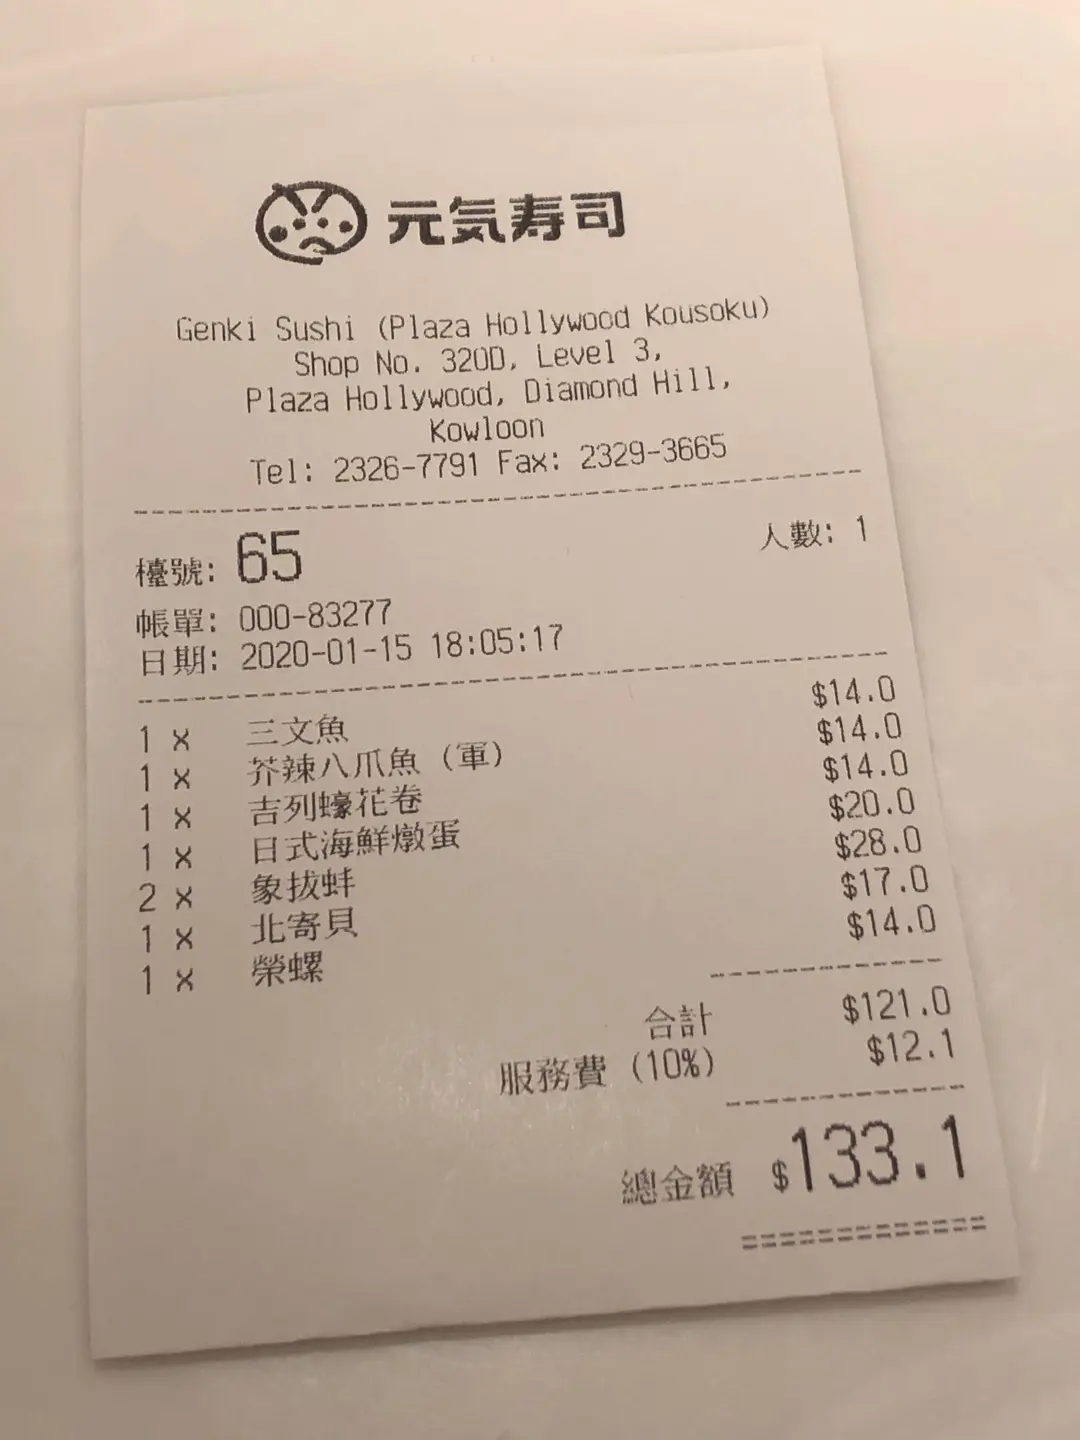 元気寿司
Genki Sushi (Plaza Hollywood Kousoku)
Shop No. 320D, Level 3,
Plaza Hollywood, Diamond Hill,
Kowloon
Tel: 2326-7791 Fax: 2329-3665
檯號: 65 人數: 1
帳單: 000-83277
日期: 2020-01-15 18:05:17
1 x 三文魚 $14.0
1 x 芥辣八爪魚 (軍) $14.0
1 x 吉列蠔花卷 $14.0
1 x 日式海鮮燉蛋 $20.0
2 x 象拔蚌 $28.0
1 x 北寄貝 $17.0
1 x 榮螺 $14.0
合計 $121.0
服務費 (10%) $12.1
總金額 $133.1